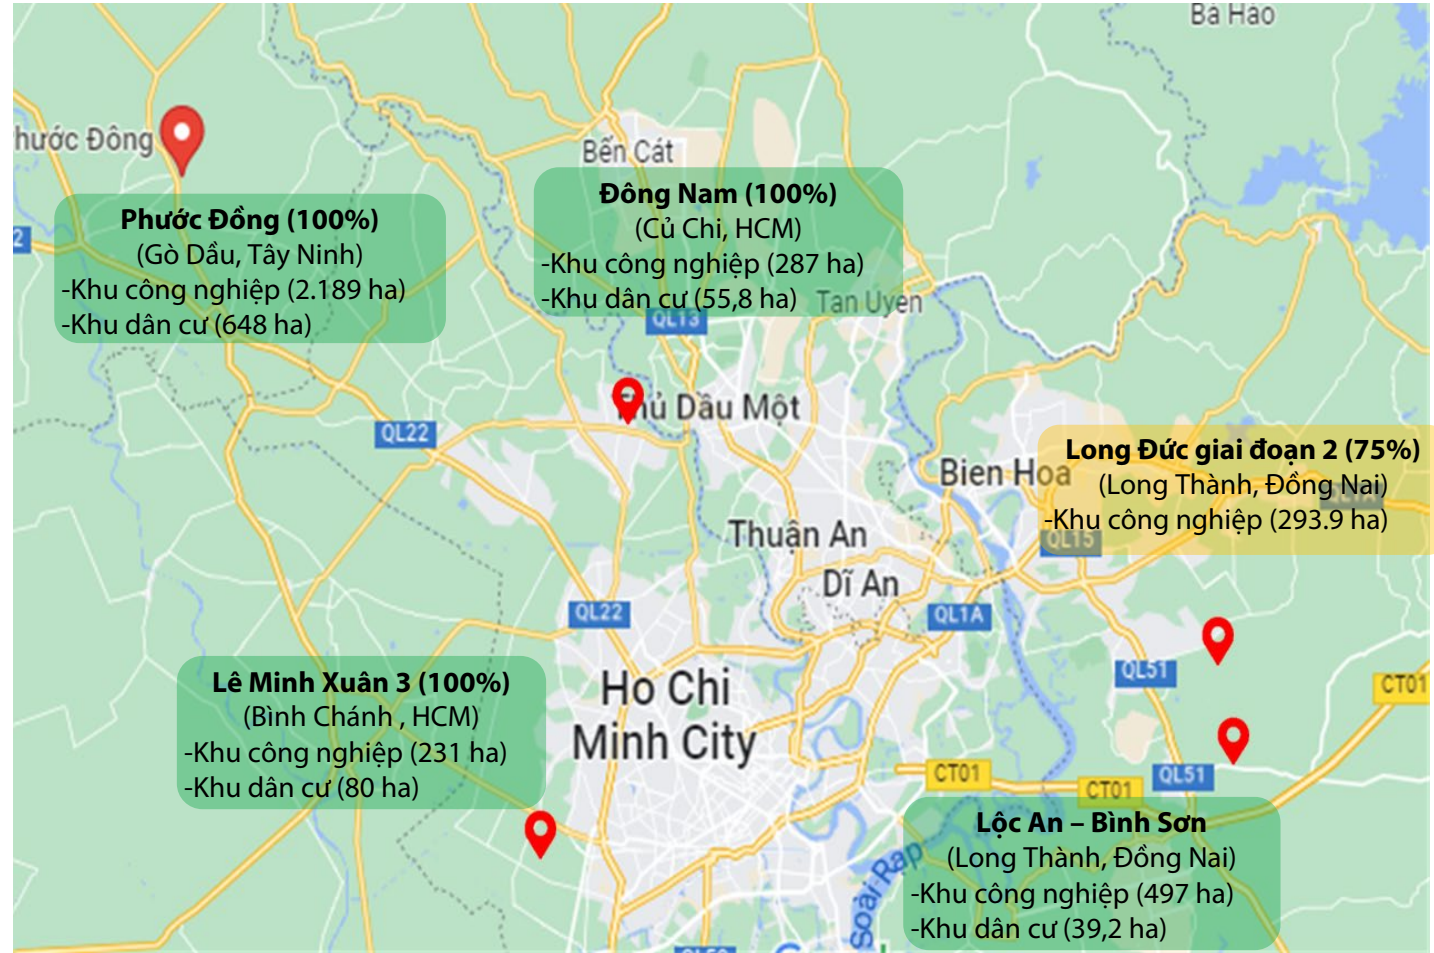 Bà Hào
hước Đông
Bến Cát
Phước Đồng (100%)
(Gò Dầu, Tây Ninh)
-Khu công nghiệp (2.189 ha)
-Khu dân cư (648 ha)
2
Đông Nam (100%)
(Củ Chi, HCM)
-Khu công nghiệp (287 ha)
-Khu dân cư (55,8 ha)
Tan Uyen
QL13
hủ Dầu Một
QL22
Bien Hoa
Long Đức giai đoạn 2 (75%)
(Long Thành, Đồng Nai)
-Khu công nghiệp (293.9 ha)
QL15
Thuận An
Dĩ An
QL22
QL1A
QL51
CT01
Ho Chi
Minh City
Lê Minh Xuân 3 (100%)
(Bình Chánh , HCM)
-Khu công nghiệp (231 ha)
-Khu dân cư (80 ha)
CT01
CT01
QL51
Lộc An – Bình Sơn
(Long Thành, Đồng Nai)
-Khu công nghiệp (497 ha)
-Khu dân cư (39,2 ha)
Soài Rạp